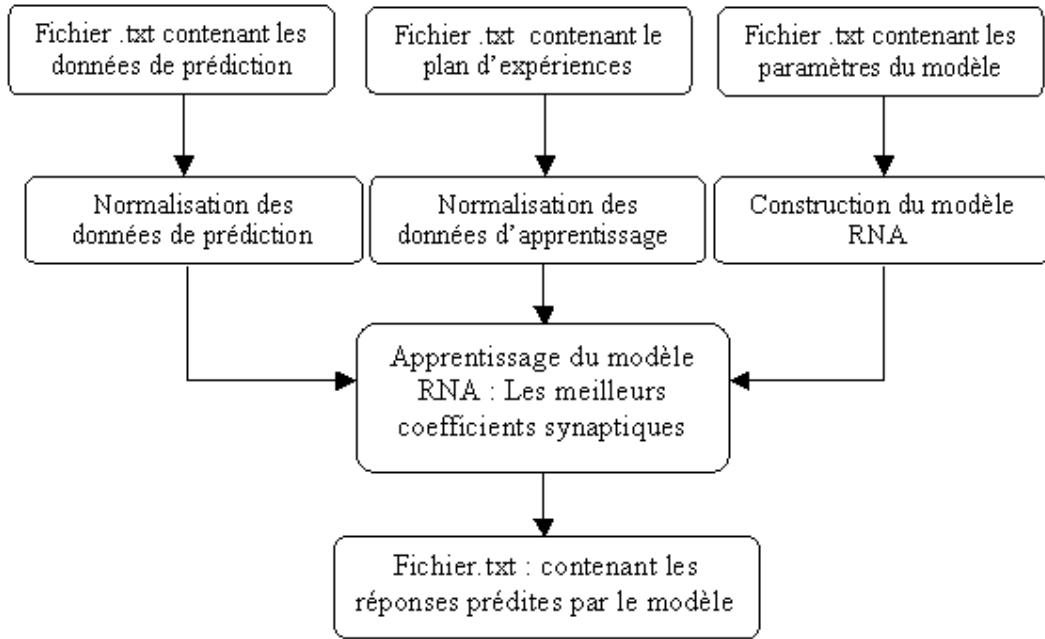 Fichier .txt contenant les
données de prédiction
Fichier .txt contenant le
plan d'expériences
Fichier .txt contenant les
paramètres du modèle
Normalisation des
données de prédiction
Normalisation des
données d'apprentissage
Construction du modèle
RNA
Apprentissage du modèle
RNA : Les meilleurs
coefficients synaptiques
Fichier.txt : contenant les
réponses prédites par le modèle